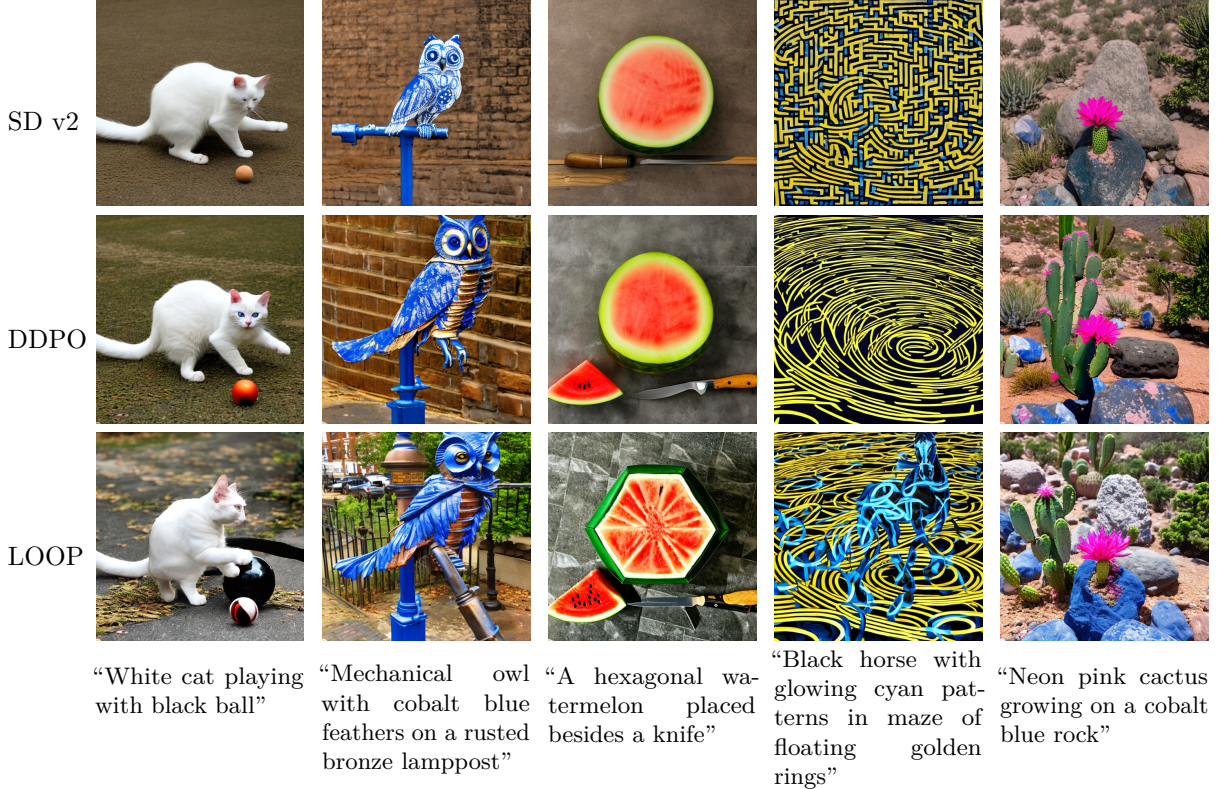 SD v2
DDPO
LOOP
“White cat playing
with black ball”
“Mechanical owl
with cobalt blue
feathers on a rusted
bronze lamppost”
“A hexagonal wa-
termelon placed
besides a knife”
“Black horse with
glowing cyan pat-
terns in maze of
floating golden
rings”
“Neon pink cactus
growing on a cobalt
blue rock”